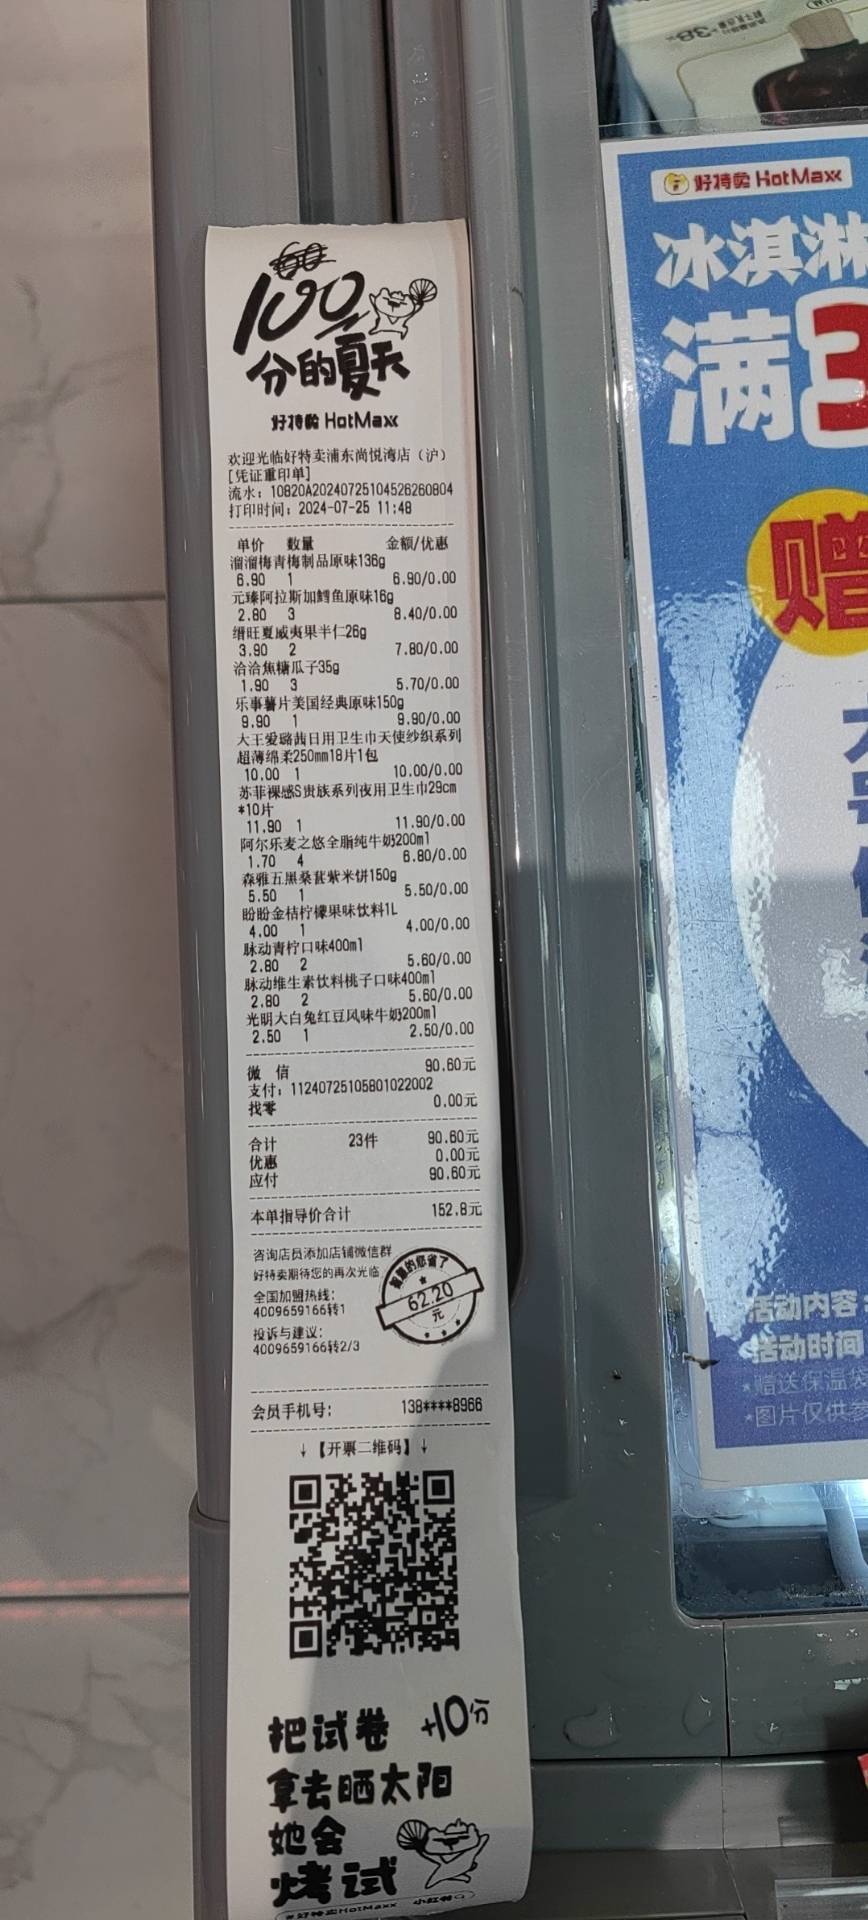 60
100
分的夏天
好特卖 HotMaxx
欢迎光临好特卖浦东尚悦湾店（沪）
[凭证重印单]
流水：10820A20240725104526260804
打印时间：2024-07-25 11:48
单价 数量 金额/优惠
溜溜梅青梅制品原味136g
6.90 1 6.90/0.00
元臻阿拉斯加鳕鱼原味16g
2.80 3 8.40/0.00
缙旺夏威夷果半仁26g
3.90 2 7.80/0.00
洽洽焦糖瓜子35g
1.90 3 5.70/0.00
乐事薯片美国经典原味150g
9.90 1 9.90/0.00
大王爱璐茜日用卫生巾天使纱织系列
超薄绵柔250mm18片1包
10.00 1 10.00/0.00
苏菲裸感S贵族系列夜用卫生巾29cm
*10片
11.90 1 11.90/0.00
阿尔乐麦之悠全脂纯牛奶200ml
1.70 4 6.80/0.00
森雅五黑桑葚紫米饼150g
5.50 1 5.50/0.00
盼盼金桔柠檬果味饮料1L
4.00 1 4.00/0.00
脉动青柠口味400ml
2.80 2 5.60/0.00
脉动维生素饮料桃子口味400ml
2.80 2 5.60/0.00
光明大白兔红豆风味牛奶200ml
2.50 1 2.50/0.00
微 信 90.60元
支付：11240725105801022002
找零 0.00元
合计 23件 90.60元
优惠 0.00元
应付 90.60元
本单指导价合计 152.8元
咨询店员添加店铺微信群
好特卖期待您的再次光临
全国加盟热线：
4009659166转1
投诉与建议：
4009659166转2/3
的您省了
62.20
元
会员手机号： 138****8966
↓【开票二维码】↓
把试卷 +10分
拿去晒太阳
她会
烤试
#好特卖HotMaxx 小红书
好特卖 HotMaxx
冰淇淋
满3
赠
活动内容：
活动时间
*赠送保温袋
*图片仅供参